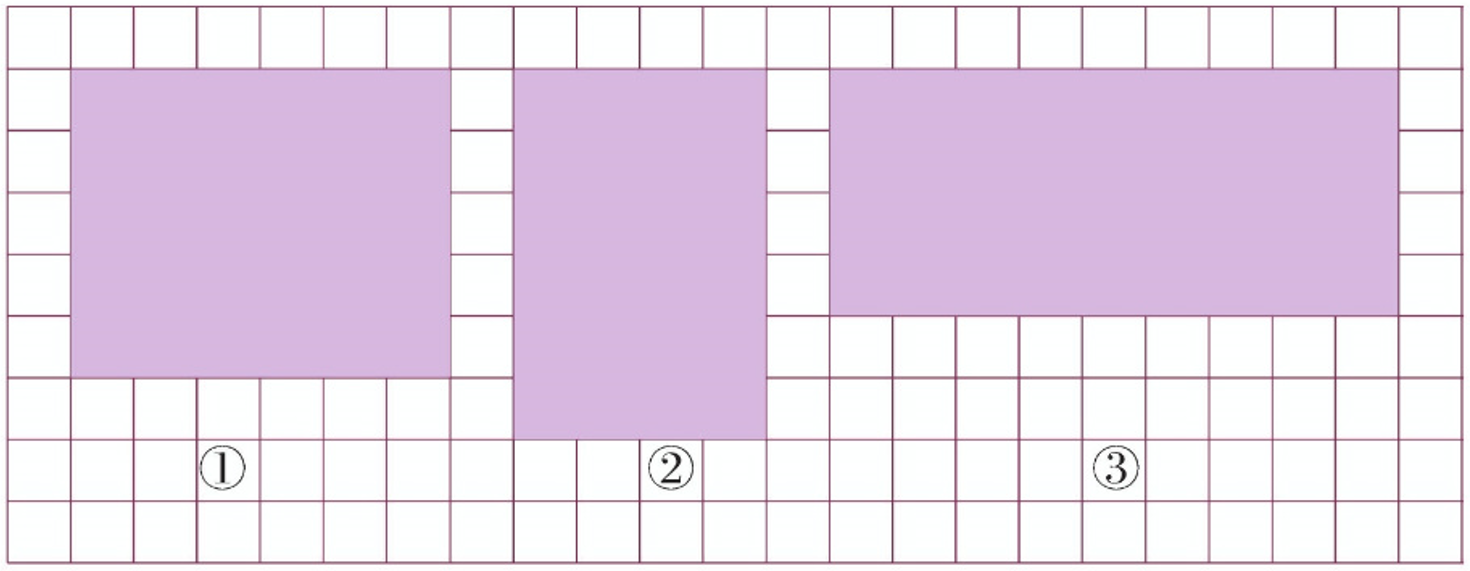 ① ② ③